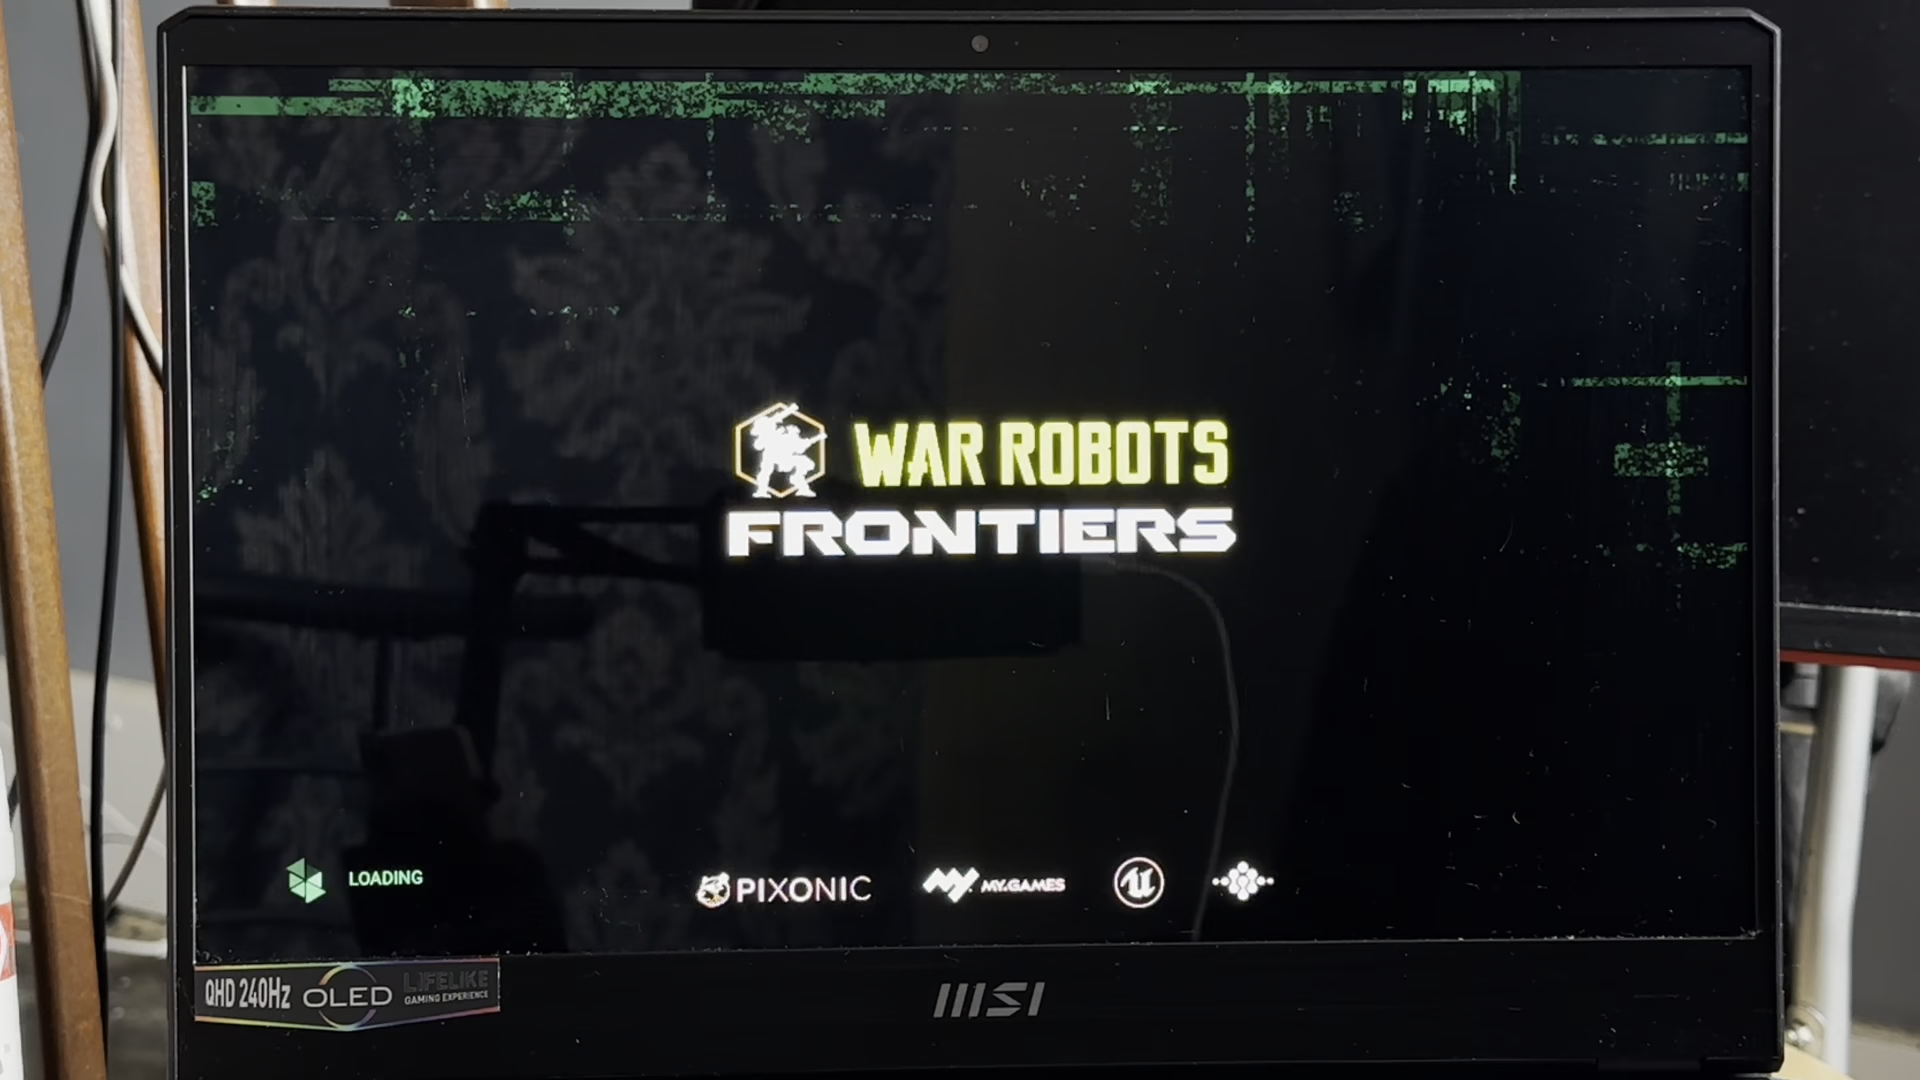 WAR ROBOTS
FRONTIERS
LOADING
PIXONIC
MY.GAMES
QHD 240Hz
OLED
LIFELIKE
GAMING EXPERIENCE
msi